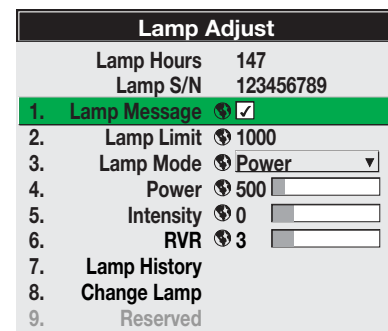 Lamp Adjust
Lamp Hours 147
Lamp S/N 123456789
1. Lamp Message
2. Lamp Limit 1000
3. Lamp Mode Power
4. Power 500
5. Intensity 0
6. RVR 3
7. Lamp History
8. Change Lamp
9. Reserved